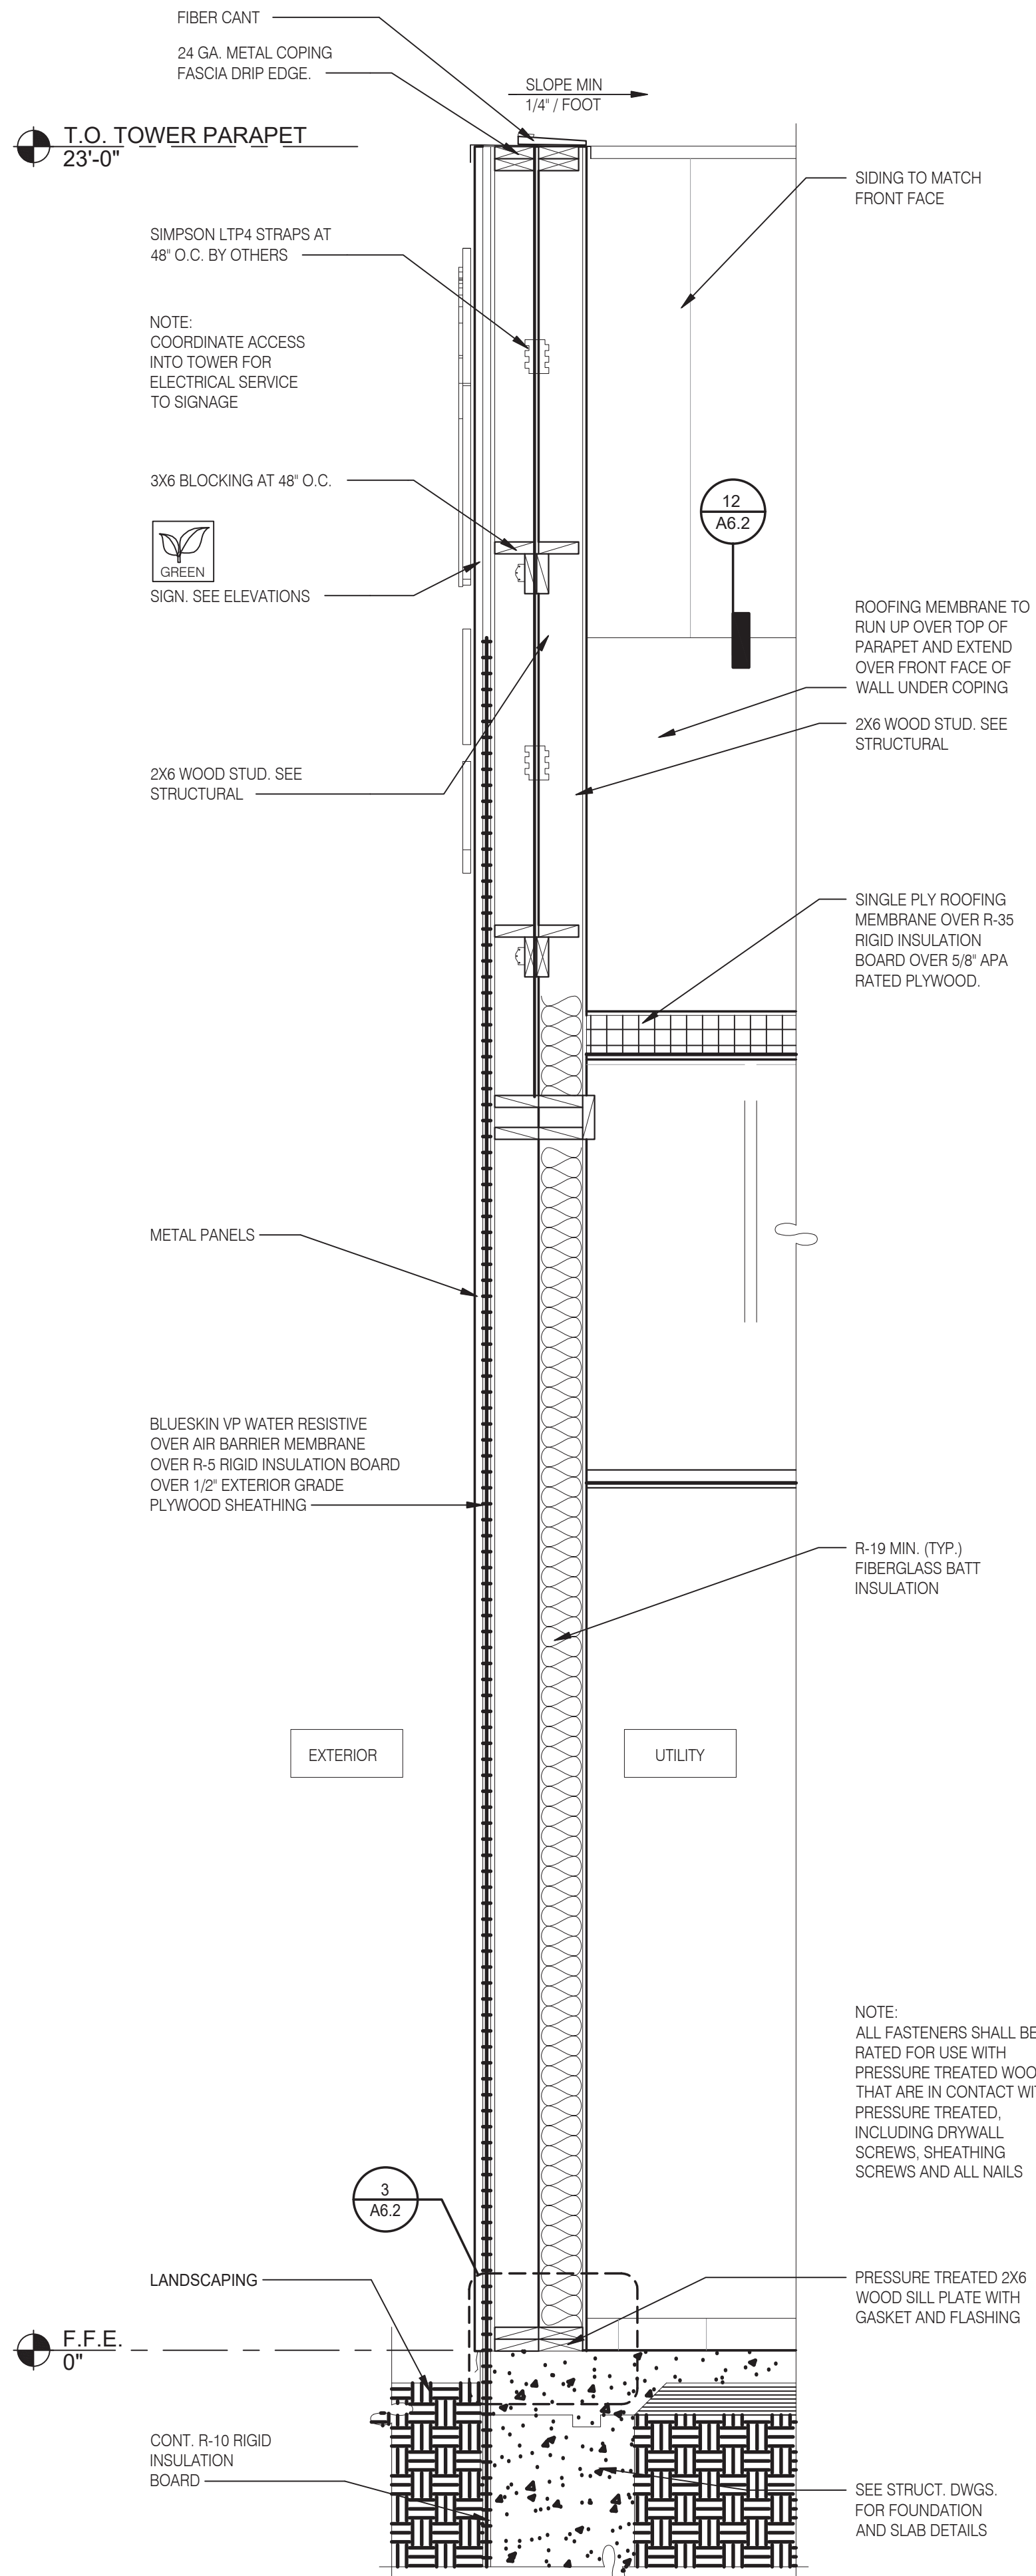 FIBER CANT
24 GA. METAL COPING
FASCIA DRIP EDGE.
SLOPE MIN
1/4" / FOOT
T.O. TOWER PARAPET
23'-0"
SIDING TO MATCH
FRONT FACE
SIMPSON LTP4 STRAPS AT
48" O.C. BY OTHERS
NOTE:
COORDINATE ACCESS
INTO TOWER FOR
ELECTRICAL SERVICE
TO SIGNAGE
3X6 BLOCKING AT 48" O.C.
12
A6.2
GREEN
SIGN. SEE ELEVATIONS
ROOFING MEMBRANE TO
RUN UP OVER TOP OF
PARAPET AND EXTEND
OVER FRONT FACE OF
WALL UNDER COPING
2X6 WOOD STUD. SEE
STRUCTURAL
2X6 WOOD STUD. SEE
STRUCTURAL
SINGLE PLY ROOFING
MEMBRANE OVER R-35
RIGID INSULATION
BOARD OVER 5/8" APA
RATED PLYWOOD.
METAL PANELS
BLUESKIN VP WATER RESISTIVE
OVER AIR BARRIER MEMBRANE
OVER R-5 RIGID INSULATION BOARD
OVER 1/2" EXTERIOR GRADE
PLYWOOD SHEATHING
R-19 MIN. (TYP.)
FIBERGLASS BATT
INSULATION
EXTERIOR
UTILITY
NOTE:
ALL FASTENERS SHALL BE
RATED FOR USE WITH
PRESSURE TREATED WOO
THAT ARE IN CONTACT WI
PRESSURE TREATED,
INCLUDING DRYWALL
SCREWS, SHEATHING
SCREWS AND ALL NAILS
3
A6.2
LANDSCAPING
PRESSURE TREATED 2X6
WOOD SILL PLATE WITH
GASKET AND FLASHING
F.F.E.
0"
CONT. R-10 RIGID
INSULATION
BOARD
SEE STRUCT. DWGS.
FOR FOUNDATION
AND SLAB DETAILS